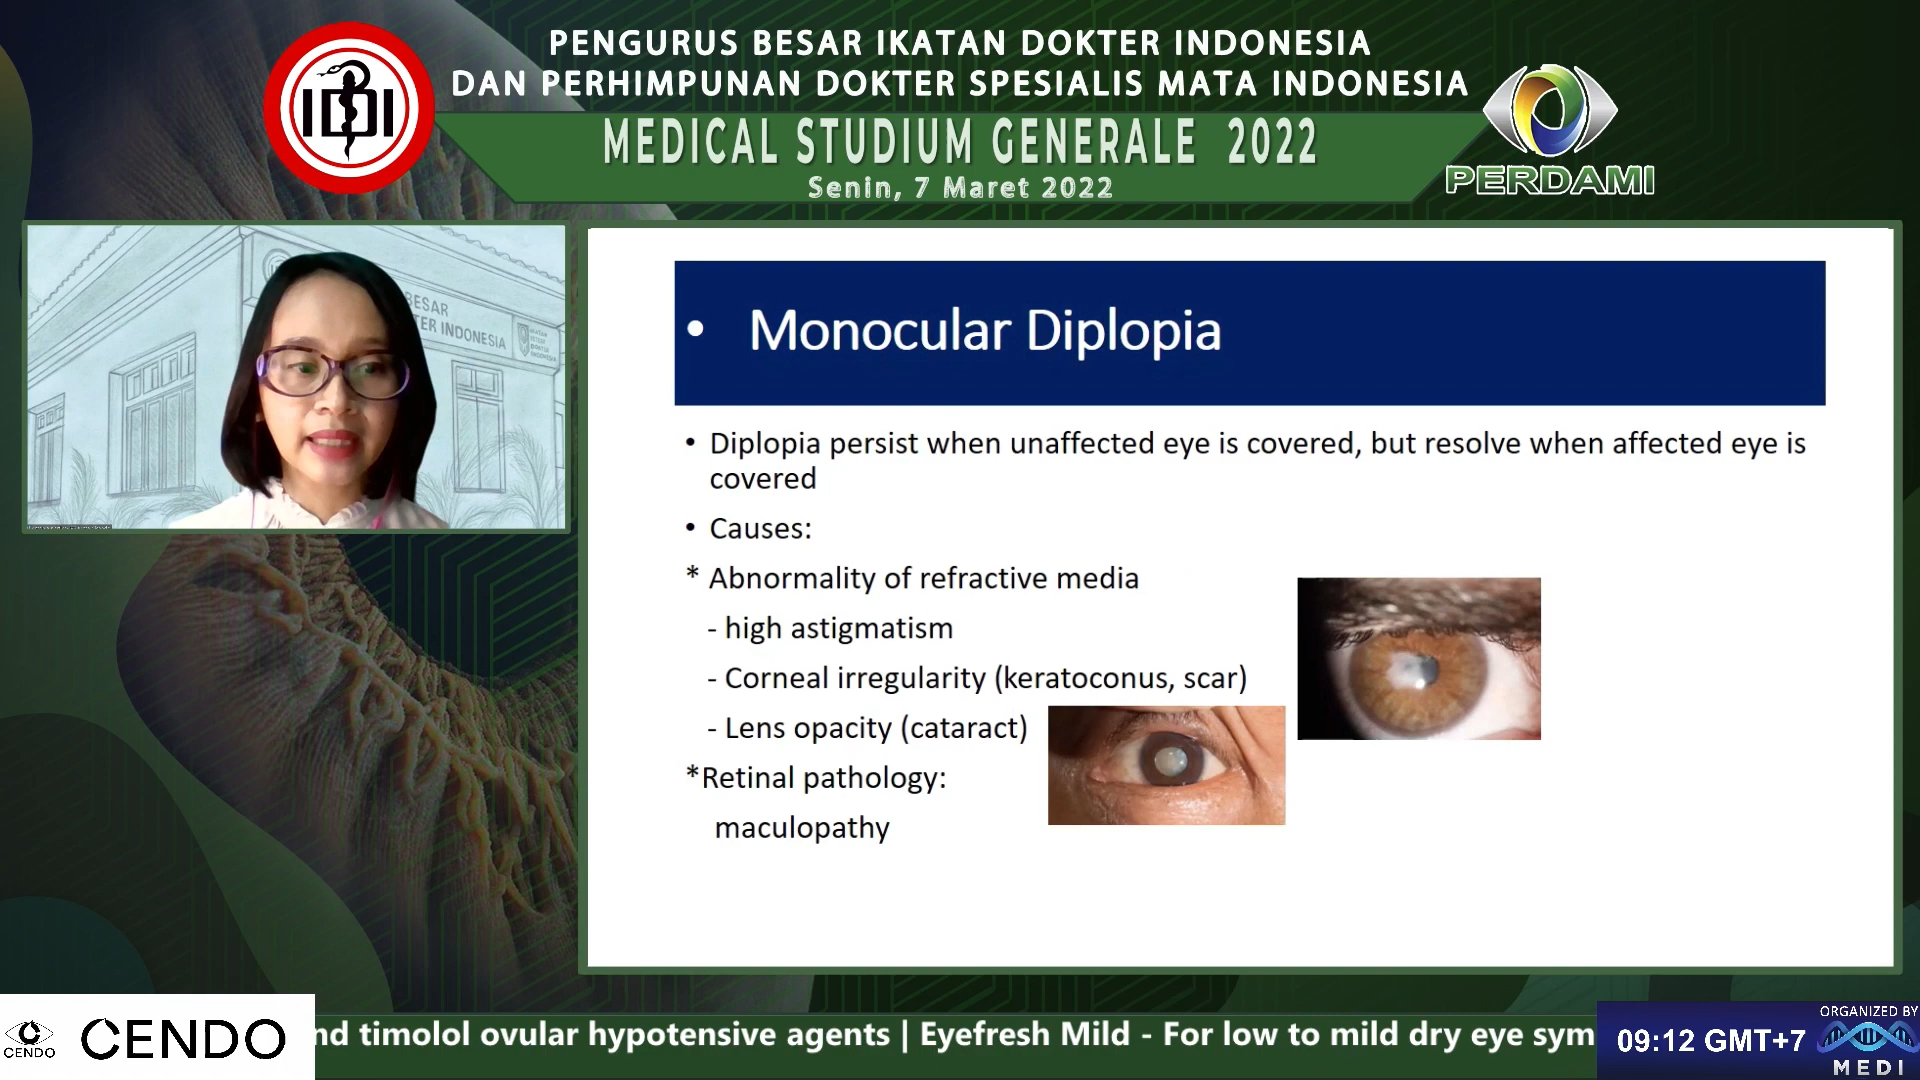 PENGURUS BESAR IKATAN DOKTER INDONESIA
DAN PERHIMPUNAN DOKTER SPESIALIS MATA INDONESIA
IDI
MEDICAL STUDIUM GENERALE 2022
Senin, 7 Maret 2022
PERDAMI
BESAR
TER INDONESIA
• Monocular Diplopia
• Diplopia persist when unaffected eye is covered, but resolve when affected eye is
covered
• Causes:
* Abnormality of refractive media
- high astigmatism
- Corneal irregularity (keratoconus, scar)
- Lens opacity (cataract)
*Retinal pathology:
maculopathy
CENDO
CENDO
nd timolol ovular hypotensive agents | Eyefresh Mild - For low to mild dry eye sym
09:12 GMT+7
ORGANIZED BY
MEDI